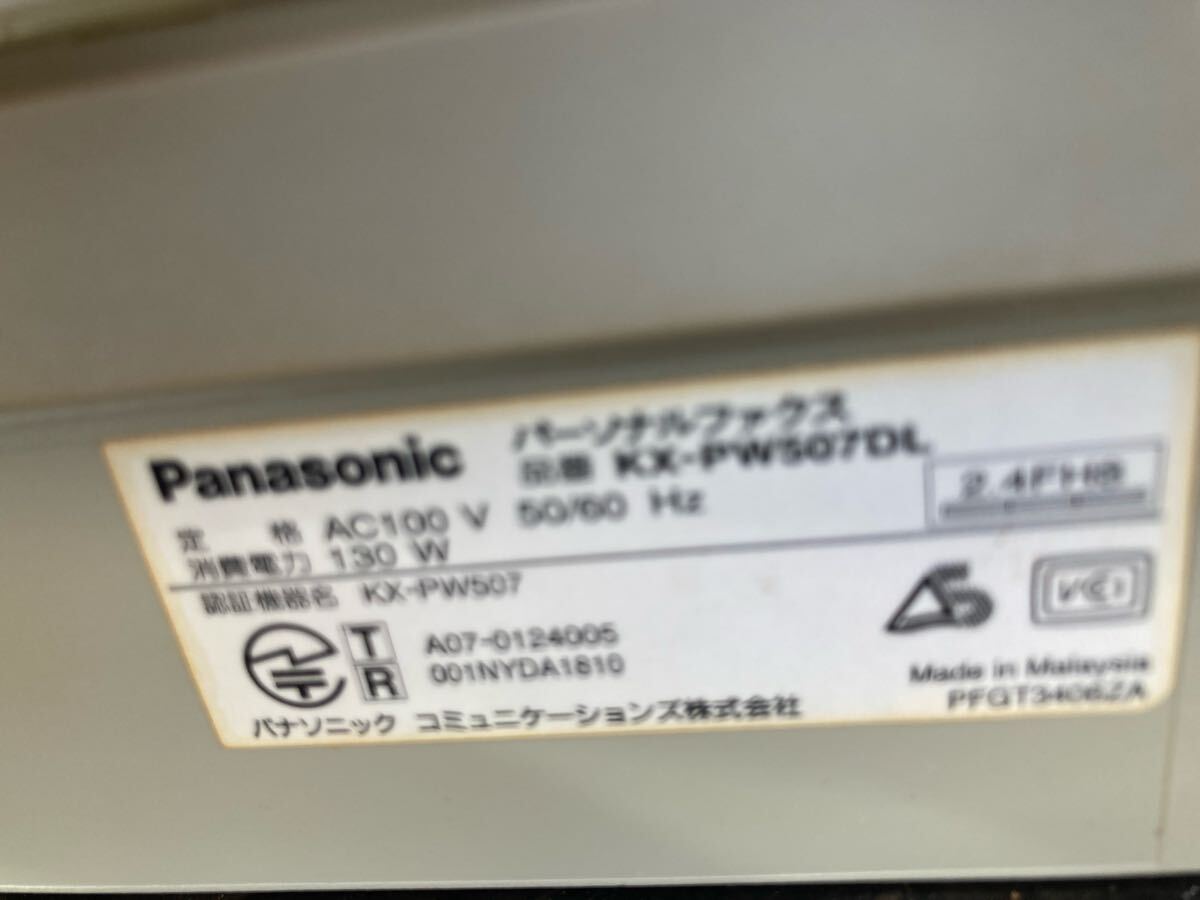 Panasonic パーソナルファクス
品番 KX-PW507DL
定 格 AC100 V 50/60 Hz
2.4FH8
消費電力 130 W
認証機器名 KX-PW507
T
R
A07-0124005
001NYDA1810
VCI
Made in Malaysia
PFGT3406ZA
パナソニック コミュニケーションズ株式会社